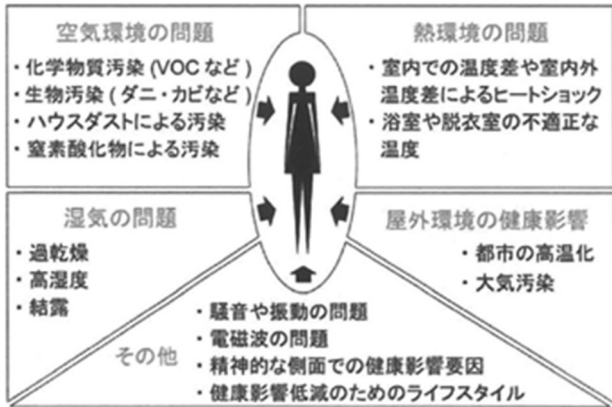 空気環境の問題
・化学物質汚染 (VOC など)
・生物汚染 (ダニ・カビなど)
・ハウスダストによる汚染
・窒素酸化物による汚染
熱環境の問題
・室内での温度差や室内外
温度差によるヒートショック
・浴室や脱衣室の不適正な
温度
湿気の問題
・過乾燥
・高湿度
・結露
屋外環境の健康影響
・都市の高温化
・大気汚染
その他
・騒音や振動の問題
・電磁波の問題
・精神的な側面での健康影響要因
・健康影響低減のためのライフスタイル